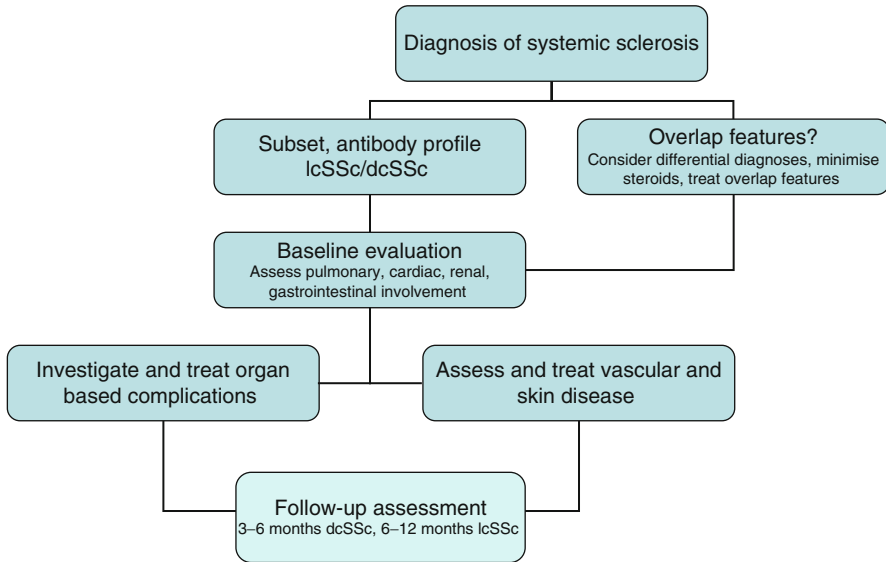 Diagnosis of systemic sclerosis
Subset, antibody profile
lcSSc/dcSSc
Overlap features?
Consider differential diagnoses, minimise
steroids, treat overlap features
Baseline evaluation
Assess pulmonary, cardiac, renal,
gastrointestinal involvement
Investigate and treat organ
based complications
Assess and treat vascular and
skin disease
Follow-up assessment
3–6 months dcSSc, 6–12 months lcSSc